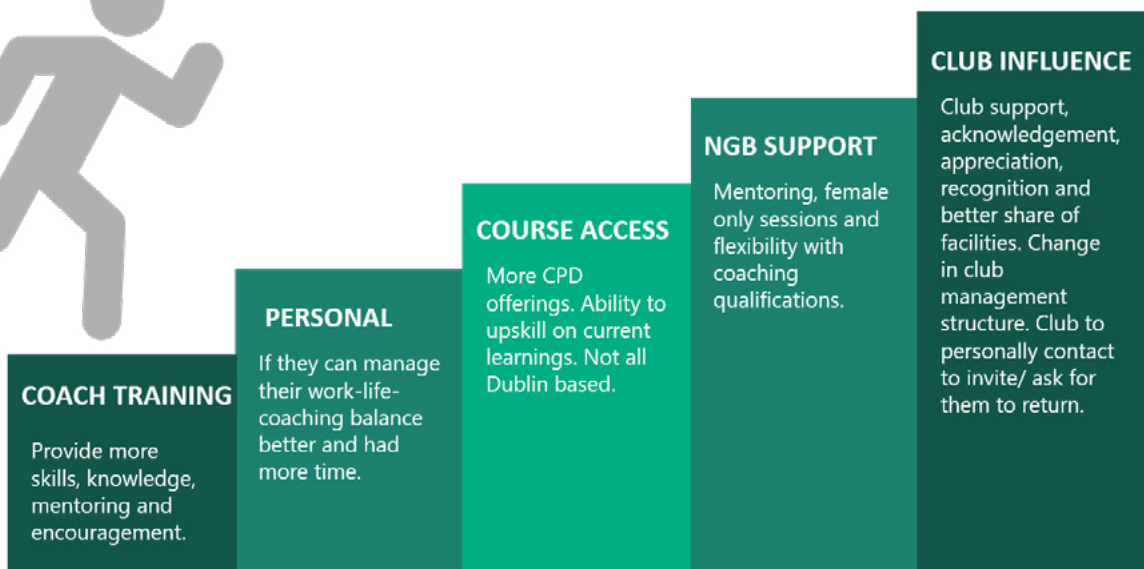 COACH TRAINING
Provide more
skills, knowledge,
mentoring and
encouragement.
PERSONAL
If they can manage
their work-life-
coaching balance
better and had
more time.
COURSE ACCESS
More CPD
offerings. Ability to
upskill on current
learnings. Not all
Dublin based.
NGB SUPPORT
Mentoring, female
only sessions and
flexibility with
coaching
qualifications.
CLUB INFLUENCE
Club support,
acknowledgement,
appreciation,
recognition and
better share of
facilities. Change
in club
management
structure. Club to
personally contact
to invite/ ask for
them to return.